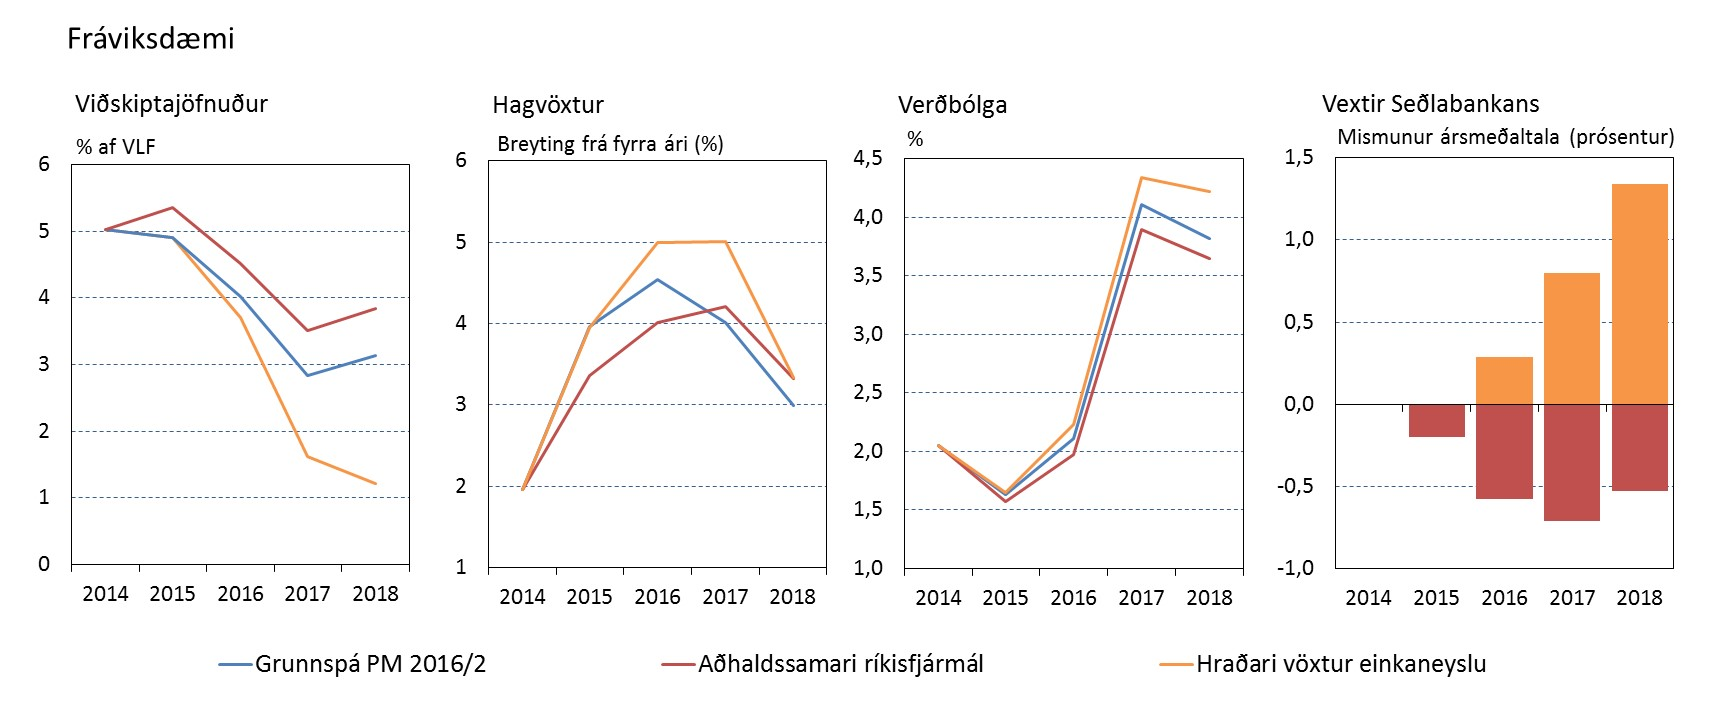 Fráviksdæmi
Viðskiptajöfnuður
% af VLF
6
5
4
3
2
1
0
2014 2015 2016 2017 2018
Hagvöxtur
Breyting frá fyrra ári (%)
6
5
4
3
2
1
2014 2015 2016 2017 2018
Verðbólga
%
4,5
4,0
3,5
3,0
2,5
2,0
1,5
1,0
2014 2015 2016 2017 2018
Vextir Seðlabankans
Mismunur ársmeðaltala (prósentur)
1,5
1,0
0,5
0,0
-0,5
-1,0
2014 2015 2016 2017 2018
Grunnspá PM 2016/2 Aðhaldssamari ríkisfjármál Hraðari vöxtur einkaneyslu